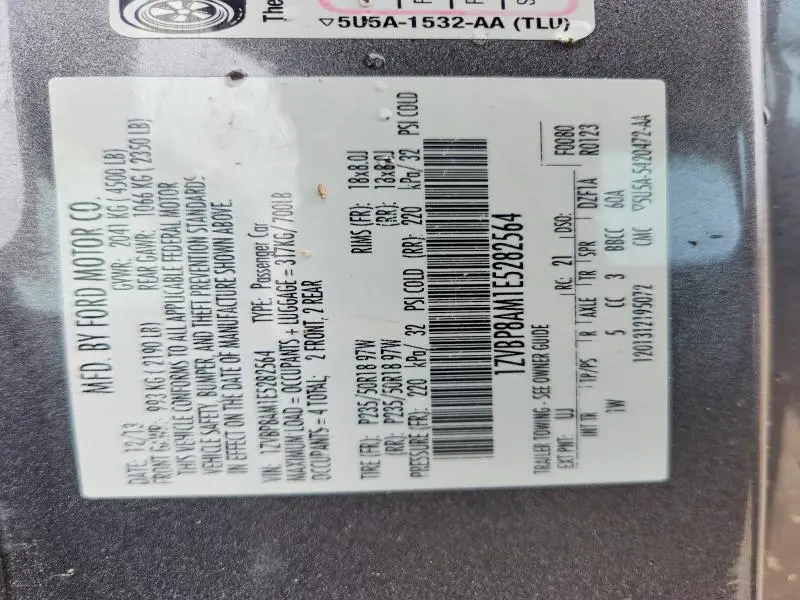 The
▽5U5A-1532-AA (TLU)
MFD. BY FORD MOTOR CO.
DATE: 12/13 GVWR: 2041 KG (4500 LB)
FRONT GAWR: 993 KG (2190 LB) REAR GAWR: 1066 KG (2350 LB)
THIS VEHICLE CONFORMS TO ALL APPLICABLE FEDERAL MOTOR
VEHICLE SAFETY, BUMPER, AND THEFT PREVENTION STANDARDS
IN EFFECT ON THE DATE OF MANUFACTURE SHOWN ABOVE.
VIN: 1ZVBP8AM1E5282564 TYPE: Passenger Car
MAXIMUM LOAD = OCCUPANTS + LUGGAGE = 317KG/700LB
OCCUPANTS = 4 TOTAL; 2 FRONT, 2 REAR
TIRE (FR): P235/50R18 97W RIMS (FR): 18x8.0J
(RR): P235/50R18 97W (RR): 18x8.0J
PRESSURE (FR): 220 kPa/ 32 PSI COLD (RR): 220 kPa/ 32 PSI COLD
1ZVBP8AM1E5282564
TRAILER TOWING - SEE OWNER GUIDE
EXT PNT: UJ RC: 21 DSO: F0080
INT TR TP/PS R AXLE TR SPR DZF1A R0123
1W 5 CC 3 BBCC 60A
12013121195072 CMC ▽5U5A-5420472-AA